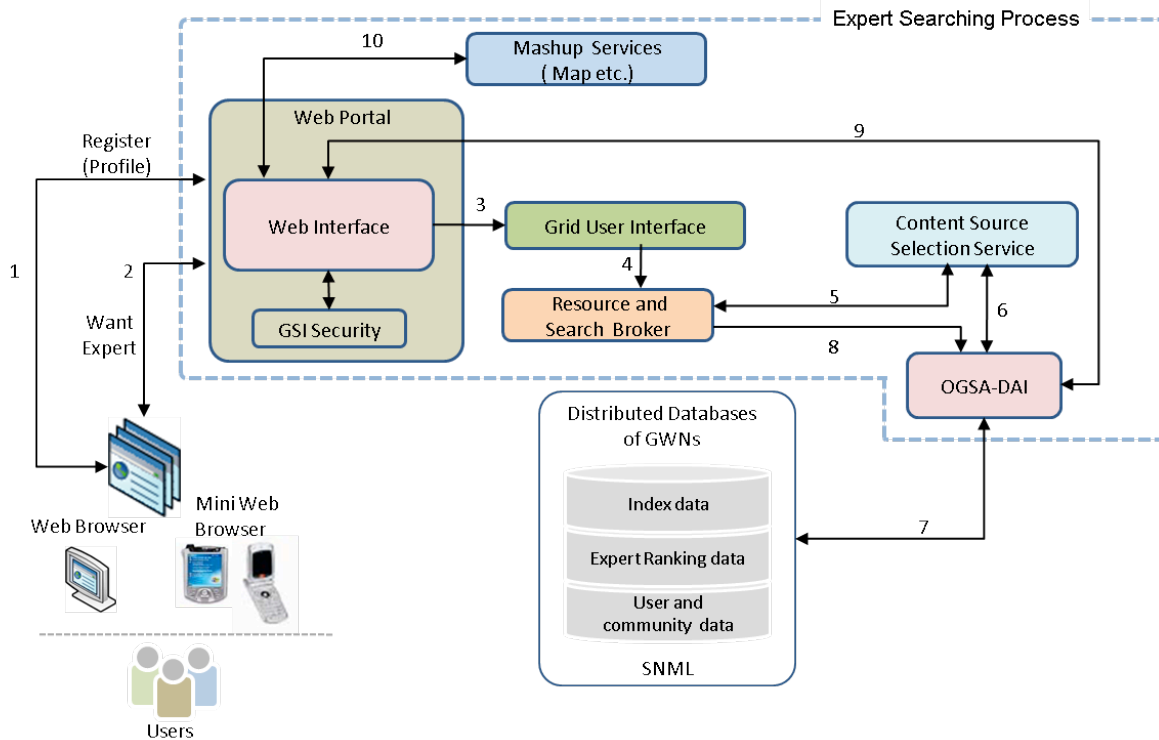 Expert Searching Process
10
Mashup Services
( Map etc.)
Web Portal
Register
(Profile)
9
Web Interface
3
Grid User Interface
Content Source
Selection Service
1
2
4
Want
Expert
GSI Security
Resource and
Search Broker
5
6
8
OGSA-DAI
Distributed Databases
of GWNs
Index data
Expert Ranking data
User and
community data
SNML
7
Web Browser
Mini Web
Browser
Users